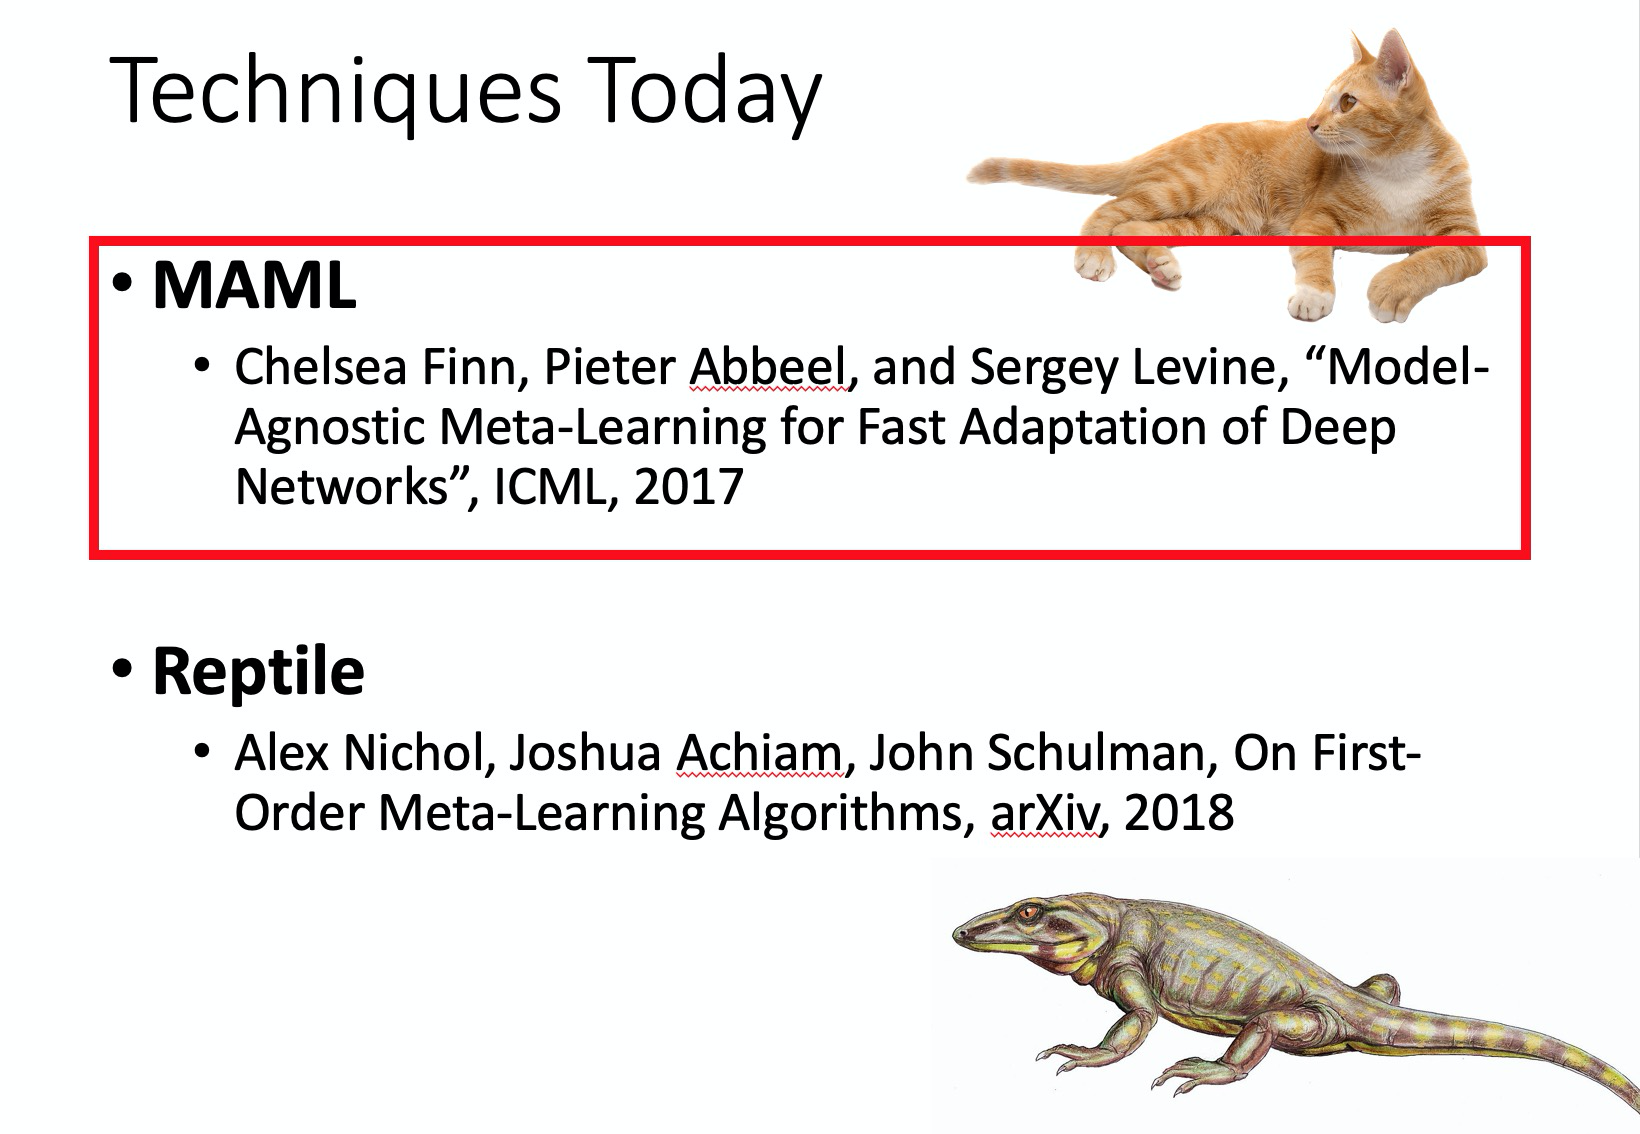 Techniques Today
• MAML
• Chelsea Finn, Pieter Abbeel, and Sergey Levine, “Model-
Agnostic Meta-Learning for Fast Adaptation of Deep
Networks”, ICML, 2017
• Reptile
• Alex Nichol, Joshua Achiam, John Schulman, On First-
Order Meta-Learning Algorithms, arXiv, 2018